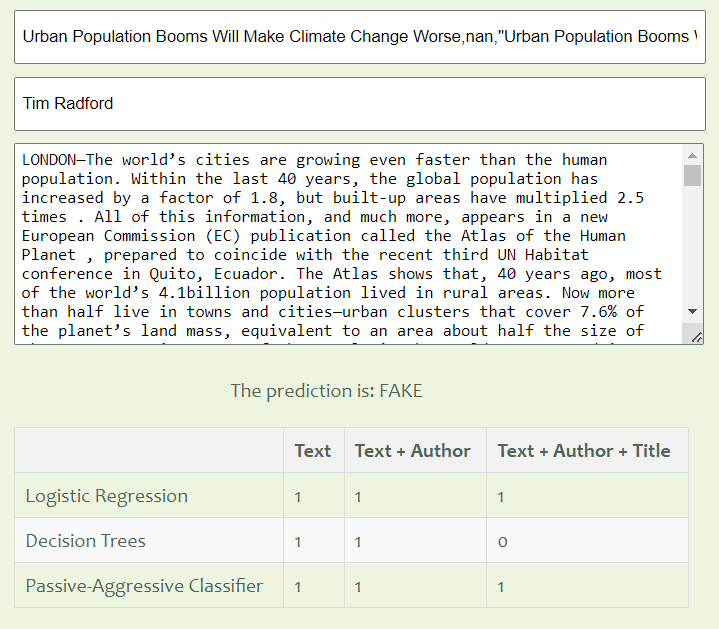 Urban Population Booms Will Make Climate Change Worse,nan,"Urban Population Booms
Tim Radford
LONDON—The world’s cities are growing even faster than the human
population. Within the last 40 years, the global population has
increased by a factor of 1.8, but built-up areas have multiplied 2.5
times . All of this information, and much more, appears in a new
European Commission (EC) publication called the Atlas of the Human
Planet , prepared to coincide with the recent third UN Habitat
conference in Quito, Ecuador. The Atlas shows that, 40 years ago, most
of the world’s 4.1billion population lived in rural areas. Now more
than half live in towns and cities—urban clusters that cover 7.6% of
the planet’s land mass, equivalent to an area about half the size of
The prediction is: FAKE
Text Text + Author Text + Author + Title
Logistic Regression 1 1 1
Decision Trees 1 1 0
Passive-Aggressive Classifier 1 1 1